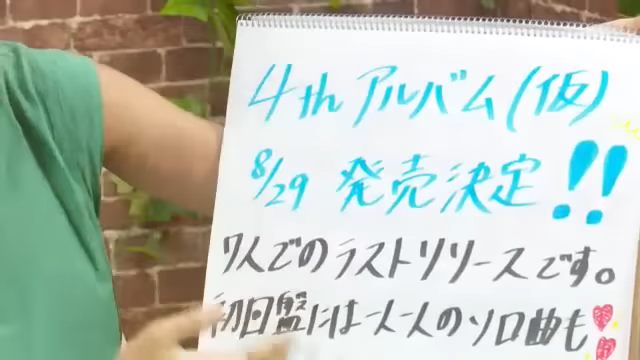 4thアルバム(仮)
8/29 発売決定!!
7人でのラストリリースです。
初回盤には一人一人のソロ曲も